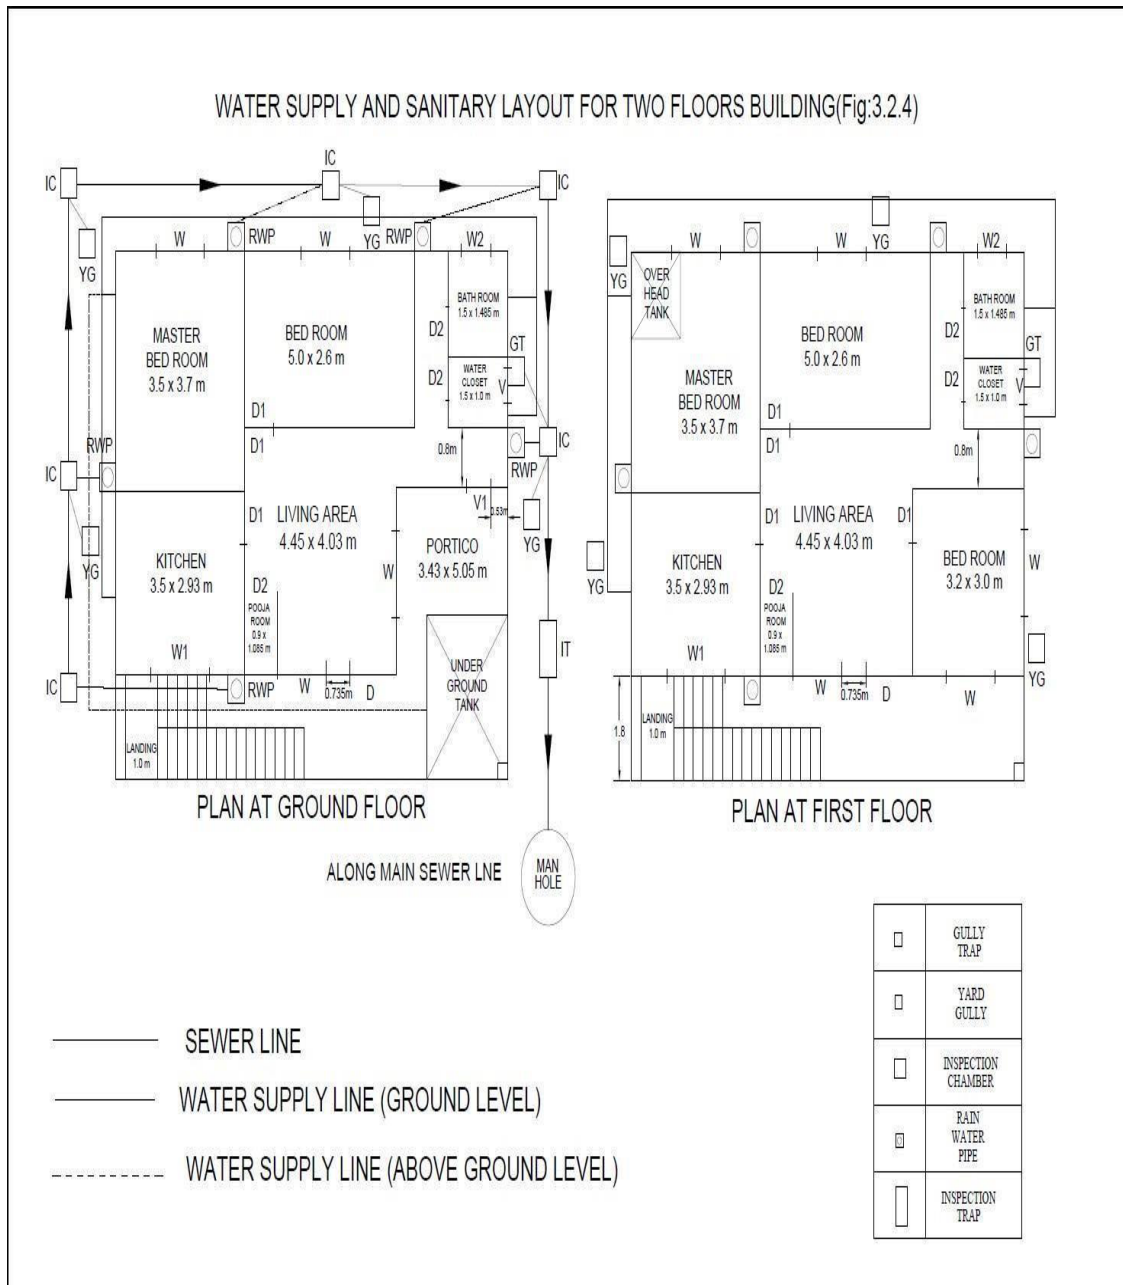 WATER SUPPLY AND SANITARY LAYOUT FOR TWO FLOORS BUILDING(Fig:3.2.4)
IC
IC
IC
W
RWP
W
RWP
W2
YG
YG
MASTER
BED ROOM
3.5 x 3.7 m
BED ROOM
5.0 x 2.6 m
BATH ROOM
1.5 x 1.485 m
D2
GT
D2
WATER
CLOSET
1.5 x 1.0 m
V
D1
D1
RWP
0.8m
IC
RWP
IC
V1
0.53m
YG
D1
LIVING AREA
4.45 x 4.03 m
PORTICO
3.43 x 5.05 m
YG
KITCHEN
3.5 x 2.93 m
D2
W
POOJA
ROOM
0.9 x
1.085 m
IT
W1
UNDER
GROUND
TANK
IC
RWP
W
0.735m
D
LANDING
1.0 m
PLAN AT GROUND FLOOR
ALONG MAIN SEWER LNE
MAN
HOLE
W
W
YG
W2
YG
OVER
HEAD
TANK
MASTER
BED ROOM
3.5 x 3.7 m
BED ROOM
5.0 x 2.6 m
BATH ROOM
1.5 x 1.485 m
D2
GT
D2
WATER
CLOSET
1.5 x 1.0 m
V
D1
D1
0.8m
D1
LIVING AREA
4.45 x 4.03 m
D1
YG
KITCHEN
3.5 x 2.93 m
BED ROOM
3.2 x 3.0 m
W
D2
POOJA
ROOM
0.9 x
1.085 m
W1
YG
W
0.735m
D
W
1.8
LANDING
1.0 m
PLAN AT FIRST FLOOR
SEWER LINE
WATER SUPPLY LINE (GROUND LEVEL)
WATER SUPPLY LINE (ABOVE GROUND LEVEL)
GULLY
TRAP
YARD
GULLY
INSPECTION
CHAMBER
RAIN
WATER
PIPE
INSPECTION
TRAP